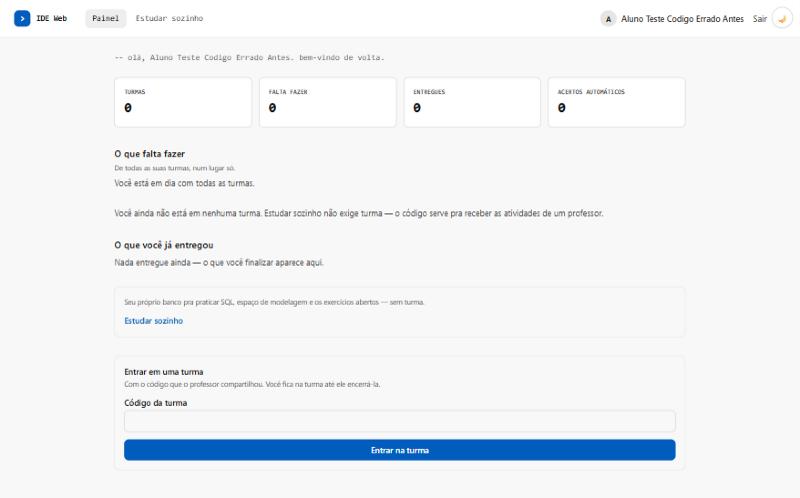 IDE Web
Painel
Estudar sozinho
A
Aluno Teste Codigo Errado Antes
Sair
-- olá, Aluno Teste Codigo Errado Antes. bem-vindo de volta.
TURMAS
0
FALTA FAZER
0
ENTREGUES
0
ACERTOS AUTOMÁTICOS
0
O que falta fazer
De todas as suas turmas, num lugar só.
Você está em dia com todas as turmas.
Você ainda não está em nenhuma turma. Estudar sozinho não exige turma — o código serve pra receber as atividades de um professor.
O que você já entregou
Nada entregue ainda — o que você finalizar aparece aqui.
Seu próprio banco pra praticar SQL, espaço de modelagem e os exercícios abertos — sem turma.
Estudar sozinho
Entrar em uma turma
Com o código que o professor compartilhou. Você fica na turma até ele encerrá-la.
Código da turma
Entrar na turma